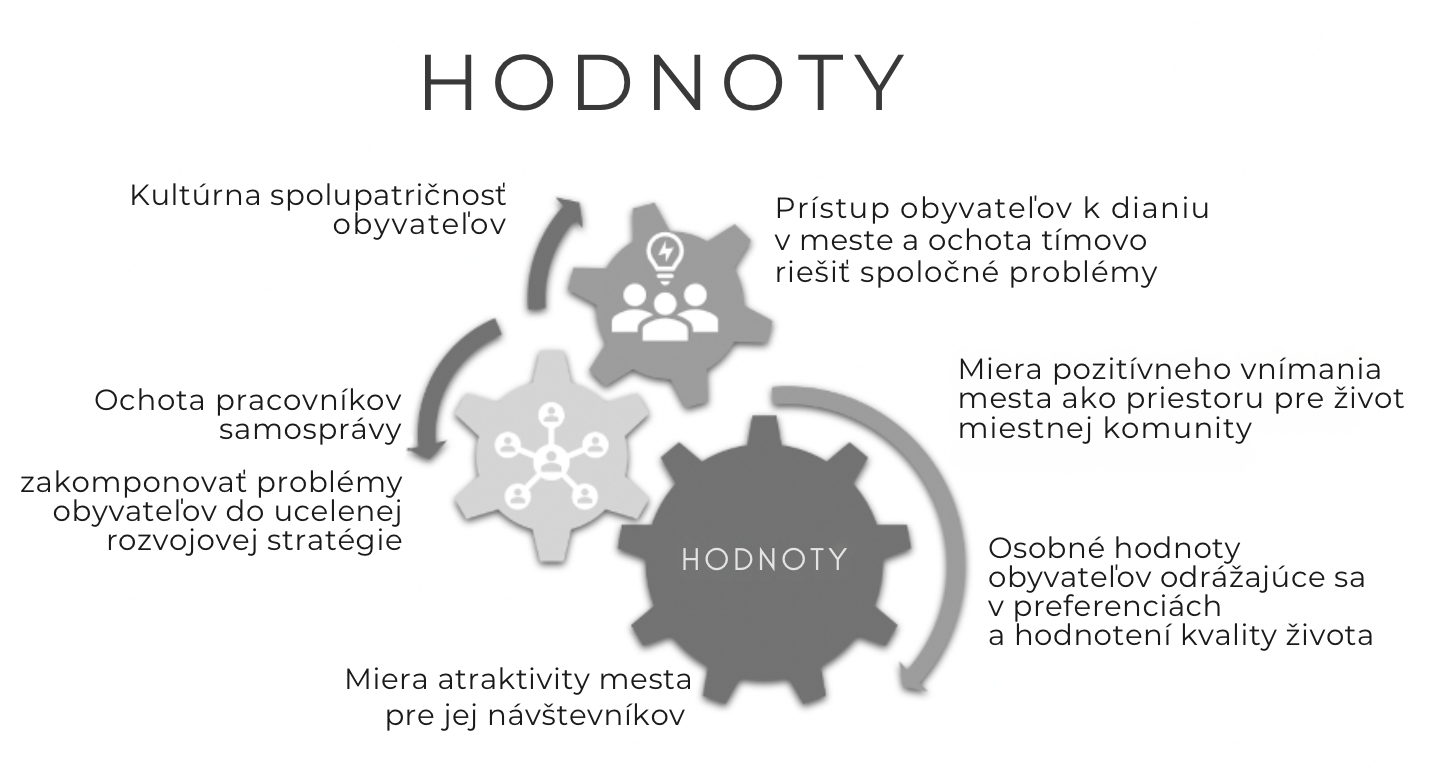 HODNOTY
Kultúrna spolupatričnosť
obyvateľov
Prístup obyvateľov k dianiu
v meste a ochota tímovo
riešiť spoločné problémy
Miera pozitívneho vnímania
mesta ako priestoru pre život
miestnej komunity
Ochota pracovníkov
samosprávy
zakomponovať problémy
obyvateľov do ucelenej
rozvojovej stratégie
HODNOTY
Osobné hodnoty
obyvateľov odrážajúce sa
v preferenciách
a hodnotení kvality života
Miera atraktivity mesta
pre jej návštevníkov